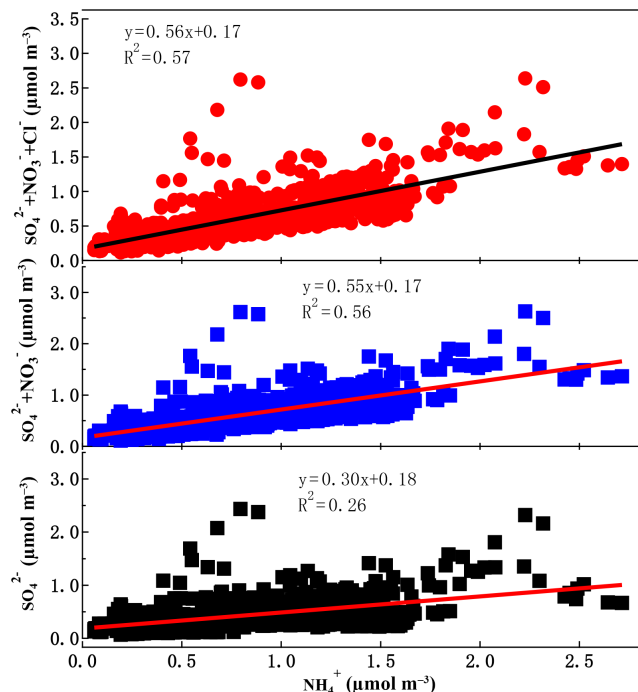 y=0.56x+0.17
R²=0.57
SO₄²⁻+NO₃⁻+Cl⁻ (μmol m⁻³)
3.5
3.0
2.5
2.0
1.5
1.0
0.5
0.0
y=0.55x+0.17
R²=0.56
SO₄²⁻+NO₃⁻ (μmol m⁻³)
3.0
2.0
1.0
0.0
y=0.30x+0.18
R²=0.26
SO₄²⁻ (μmol m⁻³)
3.0
2.0
1.0
0.0
0.0 0.5 1.0 1.5 2.0 2.5
NH₄⁺ (μmol m⁻³)